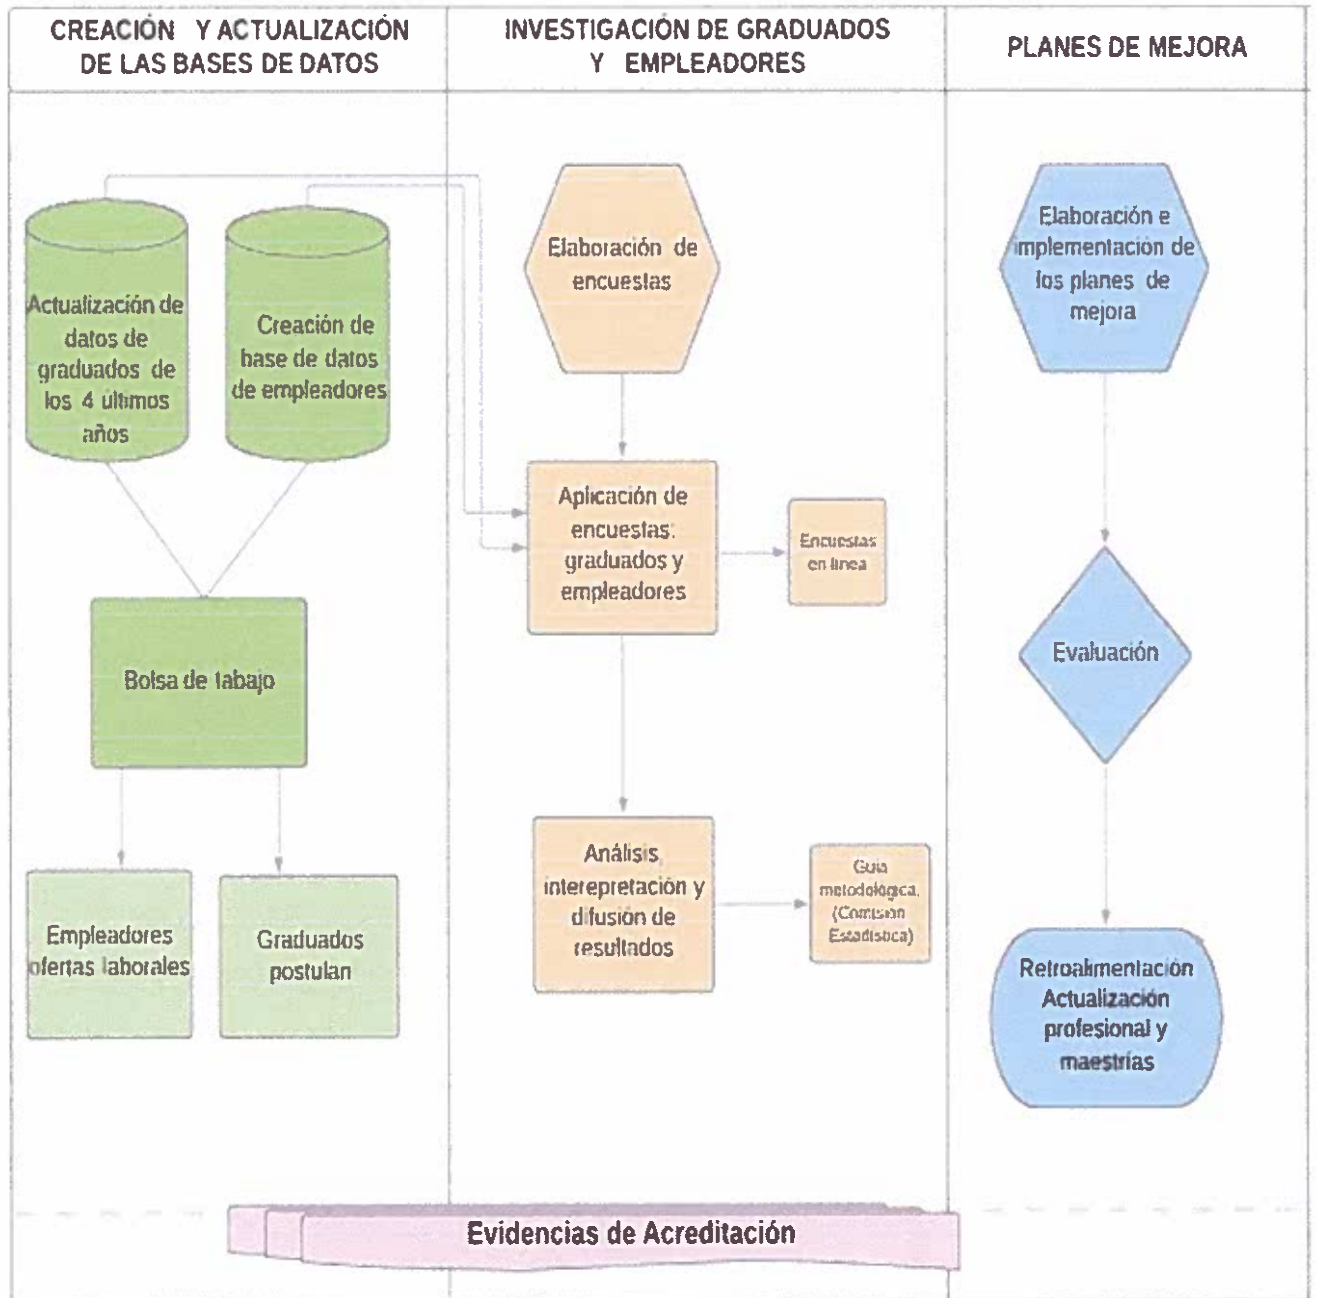 CREACIÓN Y ACTUALIZACIÓN
DE LAS BASES DE DATOS
INVESTIGACIÓN DE GRADUADOS
Y EMPLEADORES
PLANES DE MEJORA
Actualización de
datos de
graduados de
los 4 últimos
años
Creación de
base de datos
de empleadores
Bolsa de tabajo
Empleadores
ofertas laborales
Graduados
postulan
Elaboración de
encuestas
Aplicación de
encuestas:
graduados y
empleadores
Encuestas
en línea
Análisis,
interepretación y
difusión de
resultados
Guía
metodológica.
(Comisión
Estadística)
Elaboración e
implementación de
los planes de
mejora
Evaluación
Retroalimentación
Actualización
profesional y
maestrías
Evidencias de Acreditación